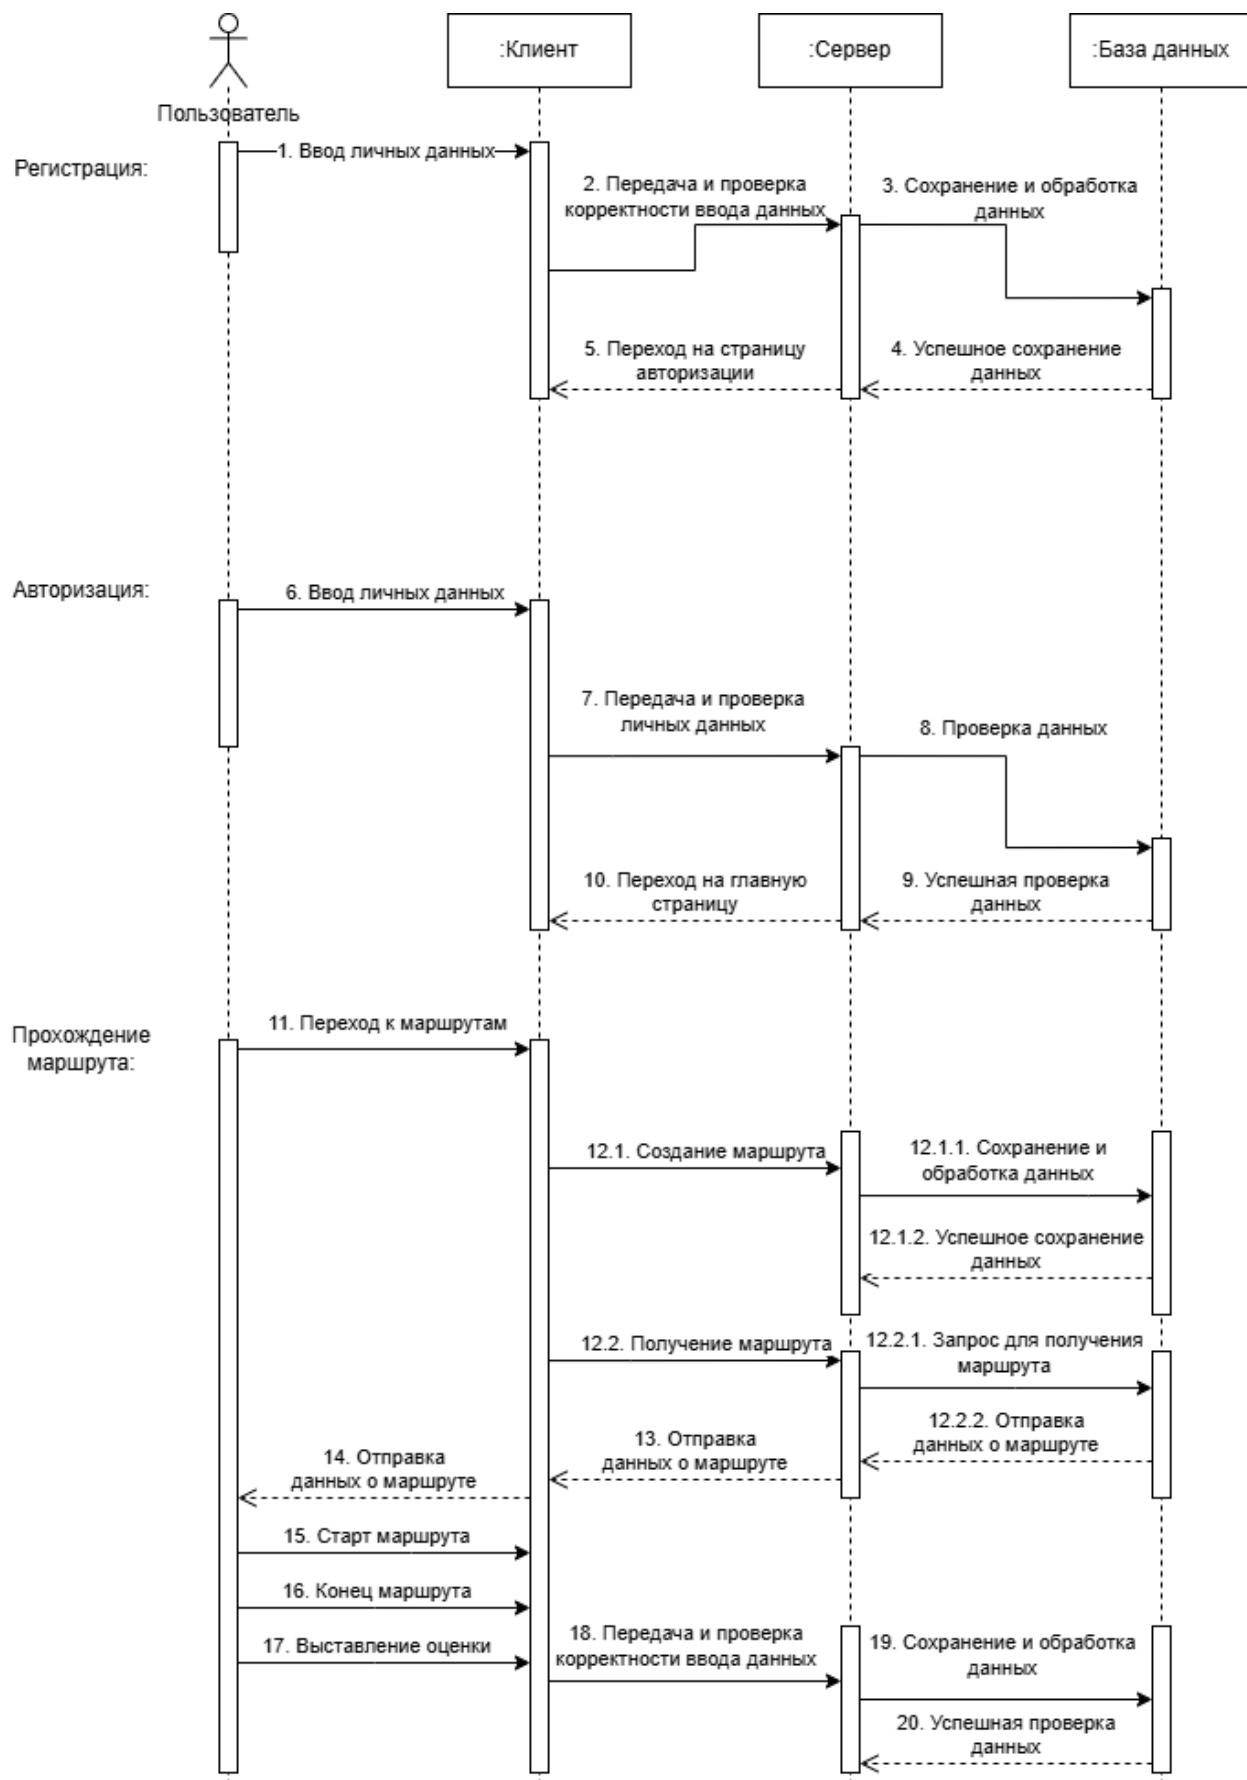 :Клиент
:Сервер
:База данных
Пользователь
Регистрация:
1. Ввод личных данных
2. Передача и проверка
корректности ввода данных
3. Сохранение и обработка
данных
5. Переход на страницу
авторизации
4. Успешное сохранение
данных
Авторизация:
6. Ввод личных данных
7. Передача и проверка
личных данных
8. Проверка данных
10. Переход на главную
страницу
9. Успешная проверка
данных
Прохождение
маршрута:
11. Переход к маршрутам
12.1. Создание маршрута
12.1.1. Сохранение и
обработка данных
12.1.2. Успешное сохранение
данных
12.2. Получение маршрута
12.2.1. Запрос для получения
маршрута
12.2.2. Отправка
данных о маршруте
13. Отправка
данных о маршруте
14. Отправка
данных о маршруте
15. Старт маршрута
16. Конец маршрута
17. Выставление оценки
18. Передача и проверка
корректности ввода данных
19. Сохранение и обработка
данных
20. Успешная проверка
данных